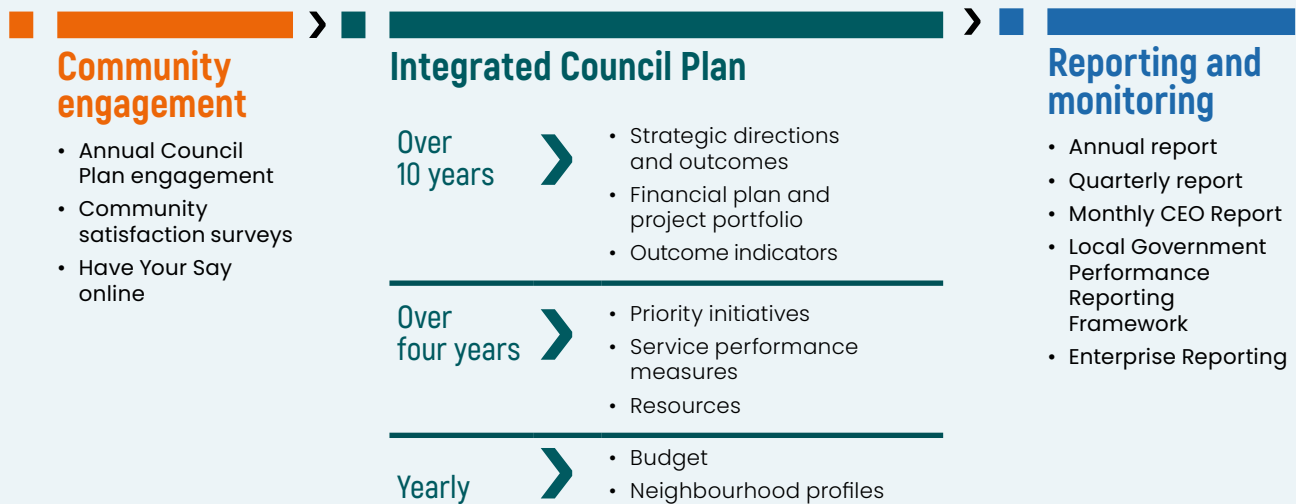 Community
engagement
• Annual Council
Plan engagement
• Community
satisfaction surveys
• Have Your Say
online
Integrated Council Plan
Over
10 years
• Strategic directions
and outcomes
• Financial plan and
project portfolio
• Outcome indicators
Over
four years
• Priority initiatives
• Service performance
measures
• Resources
Yearly
• Budget
• Neighbourhood profiles
Reporting and
monitoring
• Annual report
• Quarterly report
• Monthly CEO Report
• Local Government
Performance
Reporting
Framework
• Enterprise Reporting